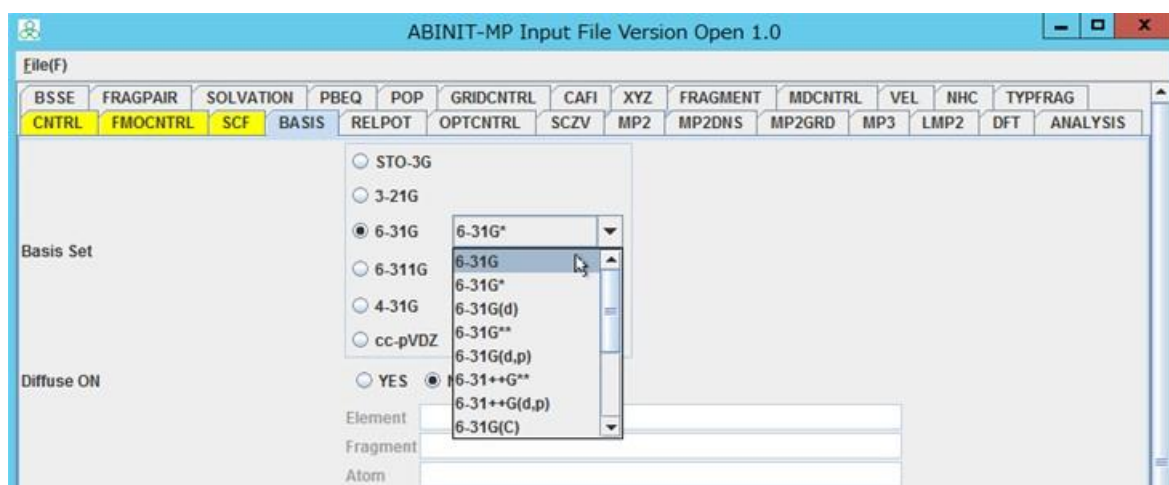 ABINIT-MP Input File Version Open 1.0
File(F)
BSSE FRAGPAIR SOLVATION PBEQ POP GRIDCNTRL CAFI XYZ FRAGMENT MDCNTRL VEL NHC TYPFRAG
CNTRL FMOCNTRL SCF BASIS RELPOT OPTCNTRL SCZV MP2 MP2DNS MP2GRD MP3 LMP2 DFT ANALYSIS
Basis Set
STO-3G
3-21G
6-31G 6-31G*
6-311G
4-31G
cc-pVDZ
6-31G
6-31G*
6-31G(d)
6-31G**
6-31G(d,p)
6-31++G**
6-31++G(d,p)
6-31G(C)
Diffuse ON YES
Element
Fragment
Atom